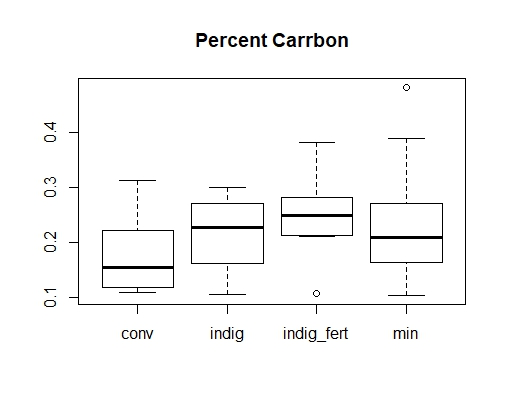 Percent Carrbon
0.4
0.3
0.2
0.1
conv indig indig_fert min